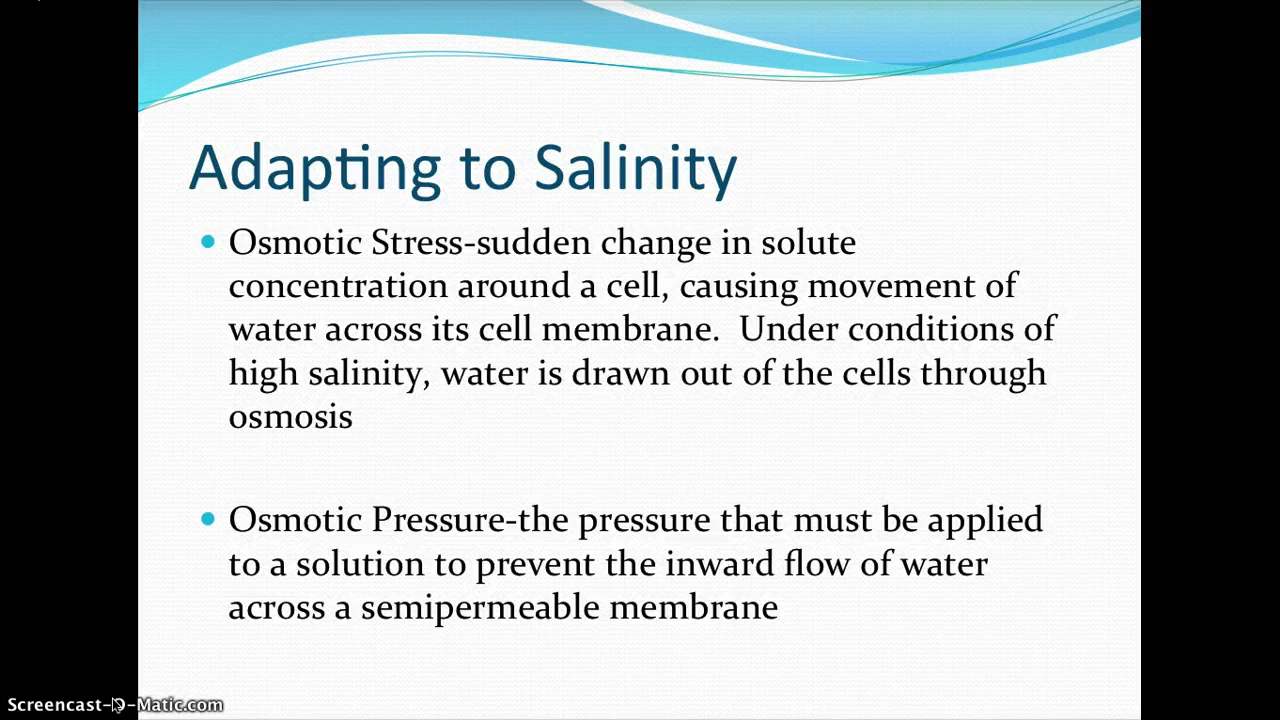 Adapting to Salinity
Osmotic Stress-sudden change in solute
concentration around a cell, causing movement of
water across its cell membrane.  Under conditions of
high salinity, water is drawn out of the cells through
osmosis
Osmotic Pressure-the pressure that must be applied
to a solution to prevent the inward flow of water
across a semipermeable membrane
Screencast-O-Matic.com